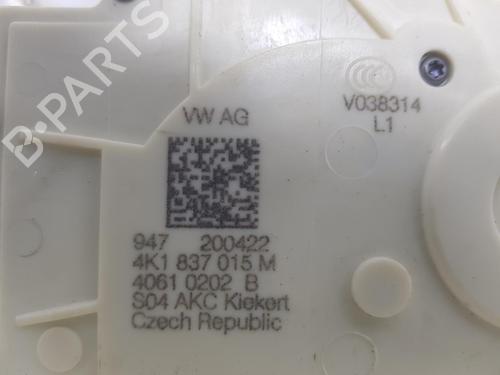 B-PARTS
VW AG
V038314
L1
947 200422
4K1 837 015 M
4061 0202 B
S04 AKC Kiekert
Czech Republic